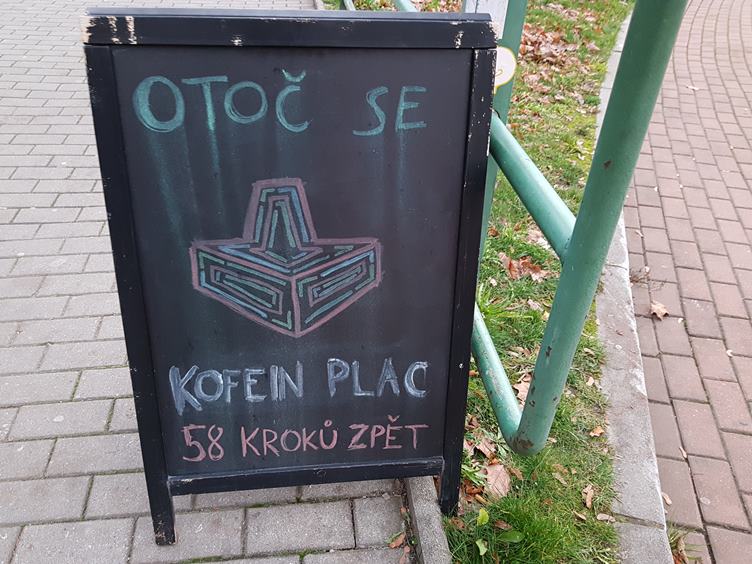 OTOČ SE
KOFEIN PLAC
58 KROKŮ ZPĚT